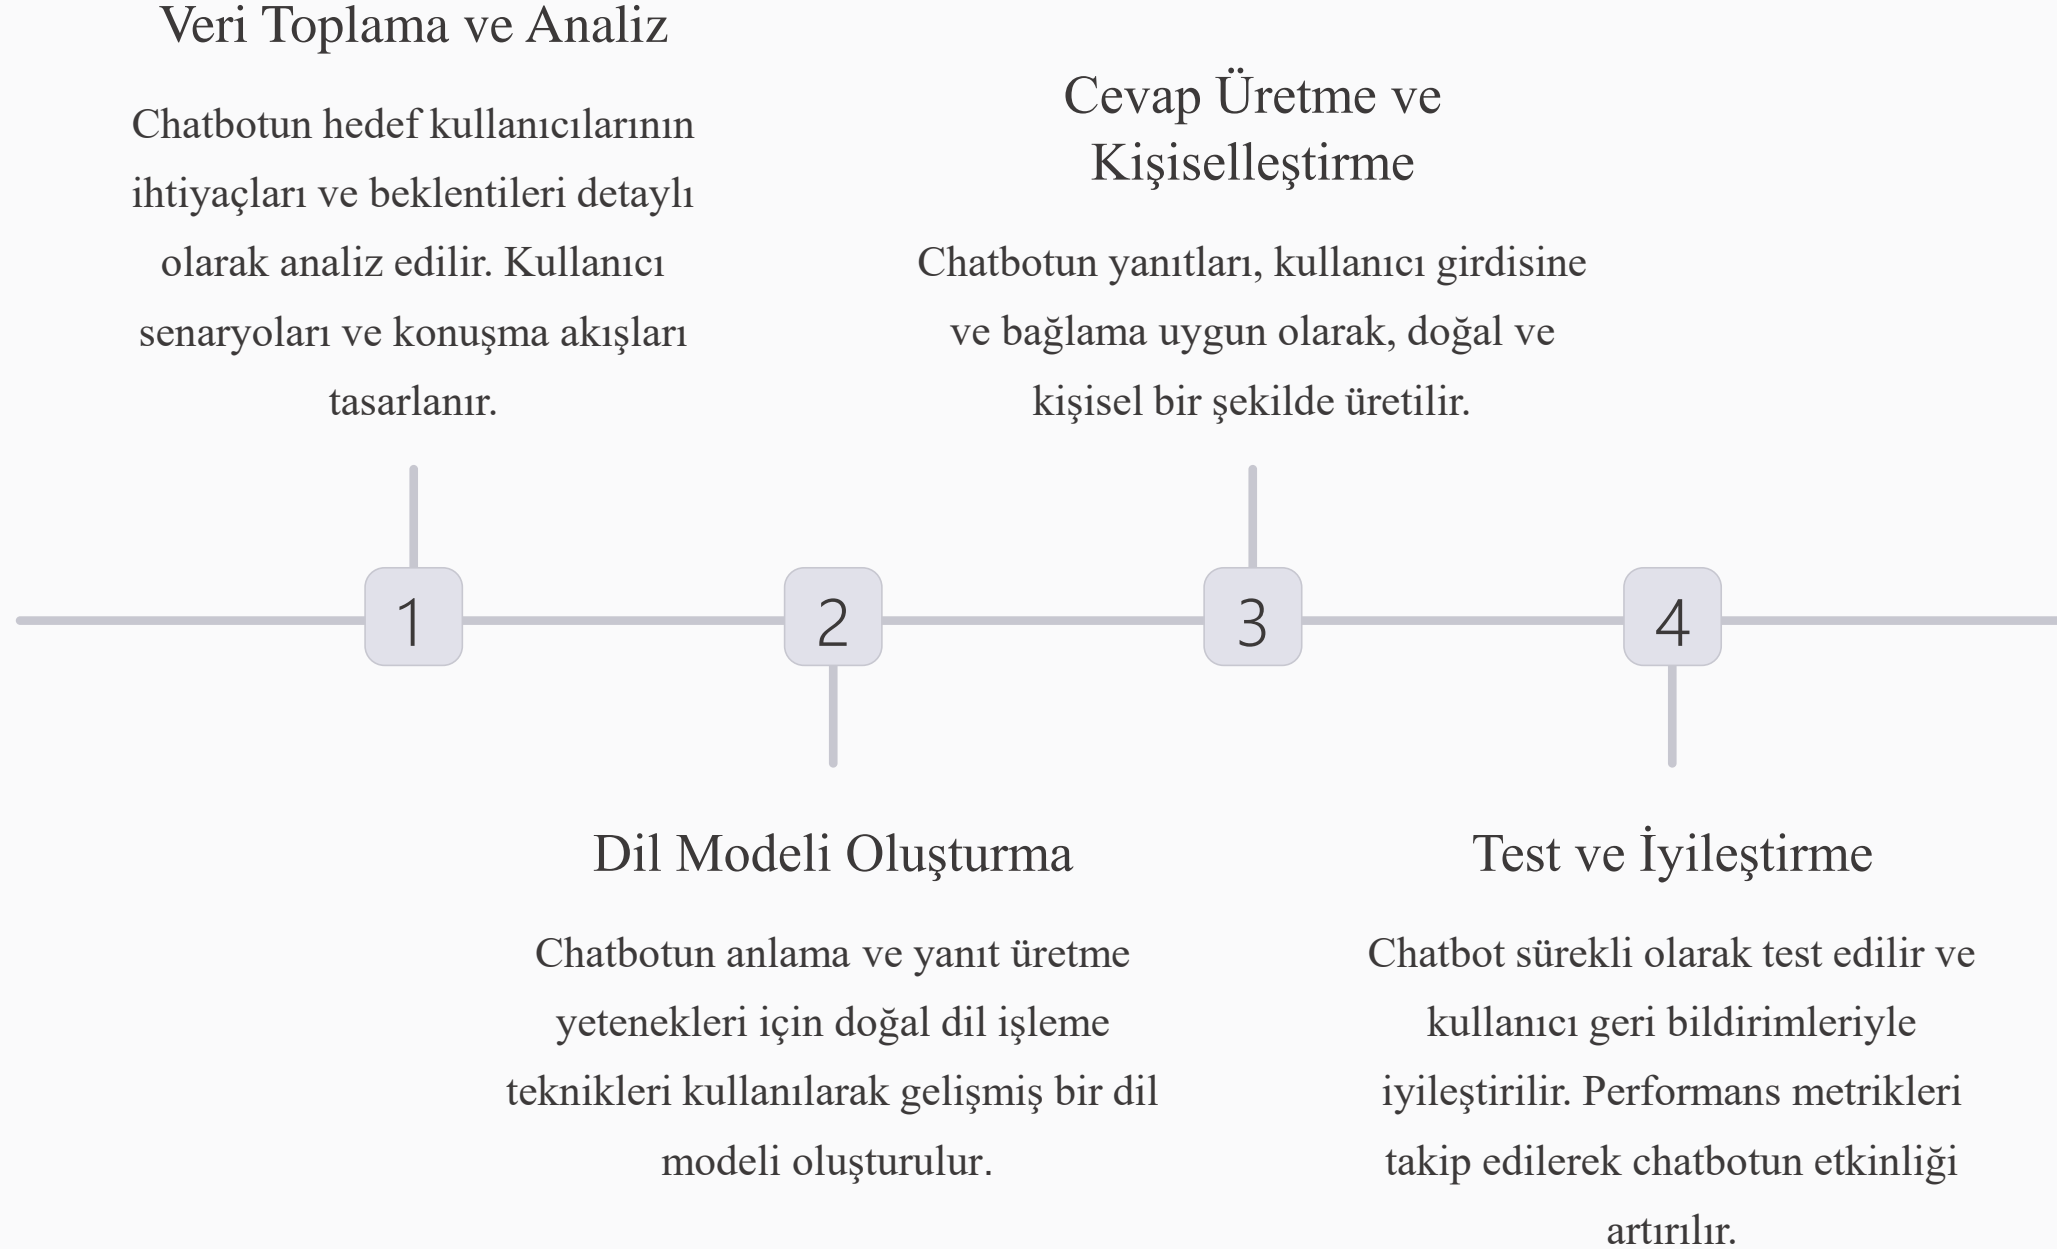 Veri Toplama ve Analiz
Chatbotun hedef kullanıcılarının
ihtiyaçları ve beklentileri detaylı
olarak analiz edilir. Kullanıcı
senaryoları ve konuşma akışları
tasarlanır.
Cevap Üretme ve
Kişiselleştirme
Chatbotun yanıtları, kullanıcı girdisine
ve bağlama uygun olarak, doğal ve
kişisel bir şekilde üretilir.
1
2
3
4
Dil Modeli Oluşturma
Chatbotun anlama ve yanıt üretme
yetenekleri için doğal dil işleme
teknikleri kullanılarak gelişmiş bir dil
modeli oluşturulur.
Test ve İyileştirme
Chatbot sürekli olarak test edilir ve
kullanıcı geri bildirimleriyle
iyileştirilir. Performans metrikleri
takip edilerek chatbotun etkinliği
artırılır.